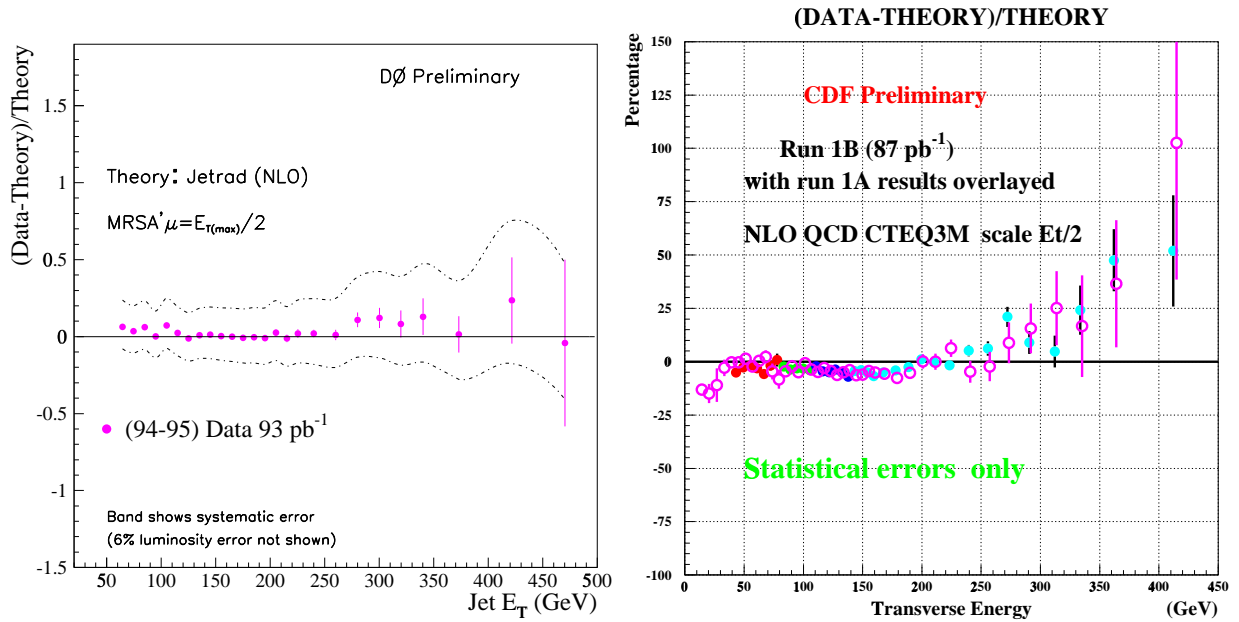 (Data-Theory)/Theory
DØ Preliminary
Theory: Jetrad (NLO)
MRSA' μ=E_T(max)/2
(94-95) Data 93 pb⁻¹
Band shows systematic error
(6% luminosity error not shown)
1.5
1
0.5
0
-0.5
-1
-1.5
50 100 150 200 250 300 350 400 450 500
Jet E_T (GeV)
(DATA-THEORY)/THEORY
Percentage
CDF Preliminary
Run 1B (87 pb⁻¹)
with run 1A results overlayed
NLO QCD CTEQ3M scale Et/2
Statistical errors only
150
125
100
75
50
25
0
-25
-50
-75
-100
0 50 100 150 200 250 300 350 400 450
Transverse Energy (GeV)